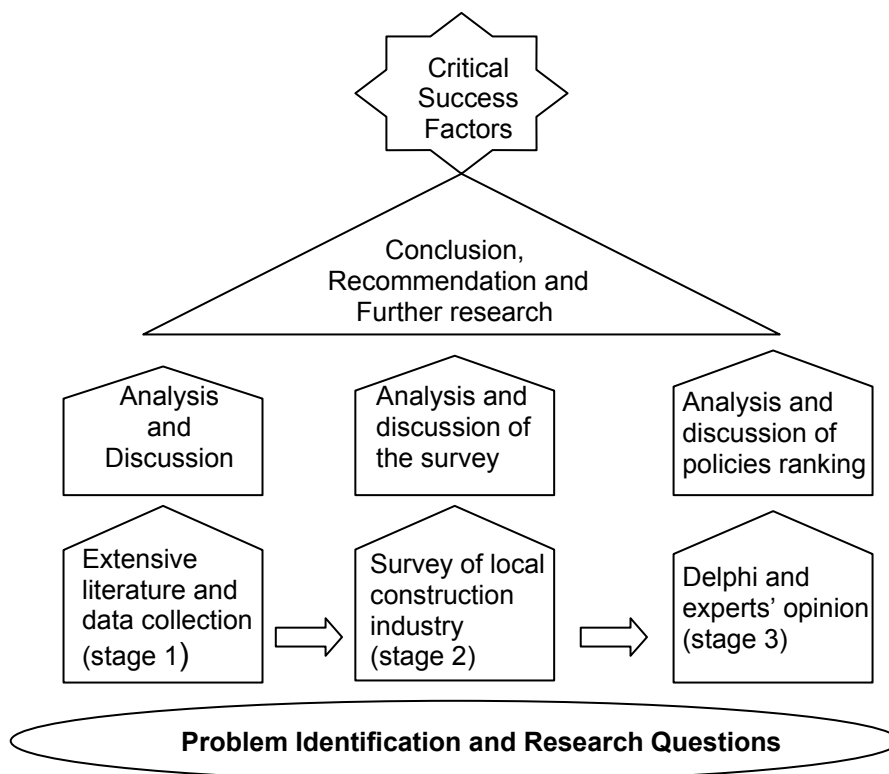 Critical
Success
Factors
Conclusion,
Recommendation and
Further research
Analysis
and
Discussion
Analysis and
discussion of
the survey
Analysis and
discussion of
policies ranking
Extensive
literature and
data collection
(stage 1)
Survey of local
construction
industry
(stage 2)
Delphi and
experts’ opinion
(stage 3)
Problem Identification and Research Questions